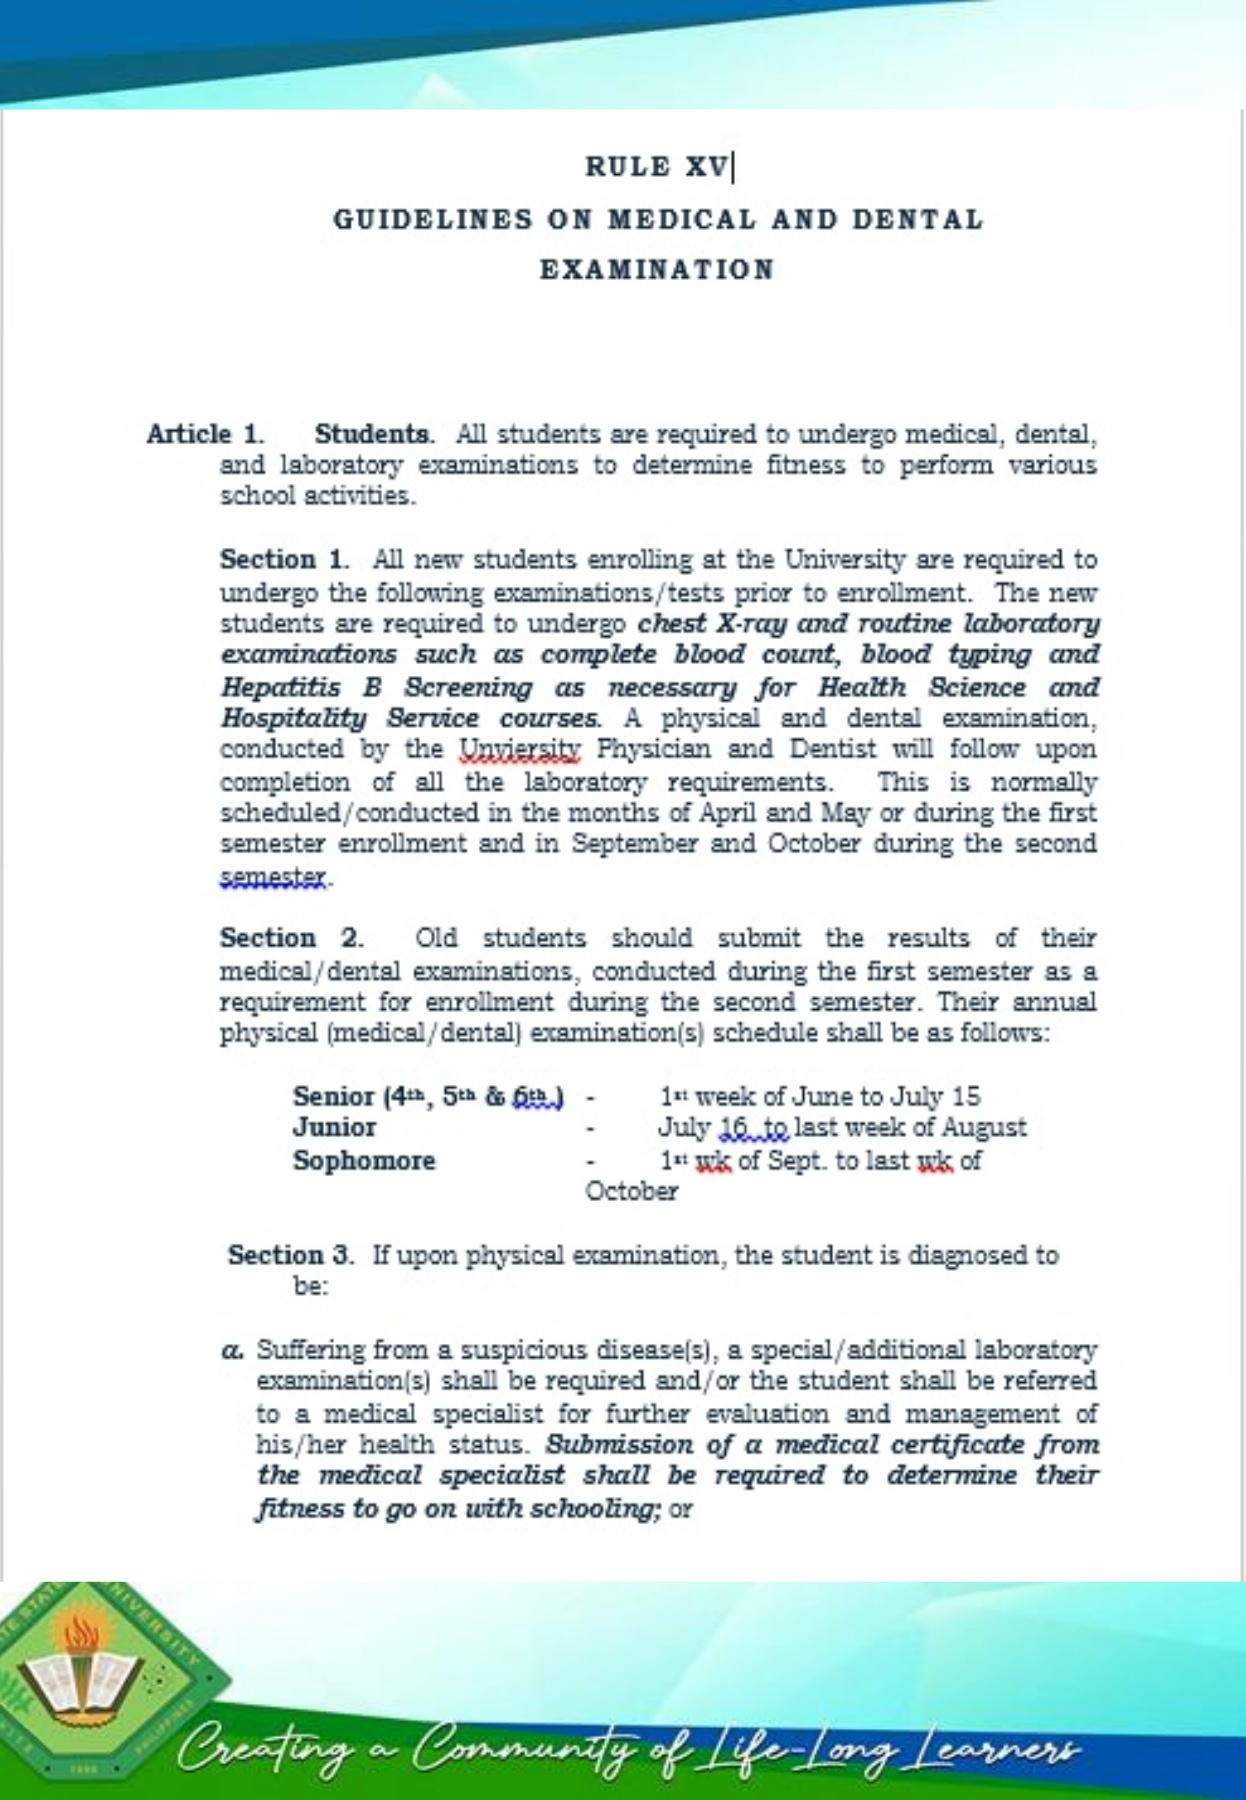 RULE XV
GUIDELINES ON MEDICAL AND DENTAL
EXAMINATION
Article 1. Students. All students are required to undergo medical, dental,
and laboratory examinations to determine fitness to perform various
school activities.
Section 1. All new students enrolling at the University are required to
undergo the following examinations/tests prior to enrollment. The new
students are required to undergo chest X-ray and routine laboratory
examinations such as complete blood count, blood typing and
Hepatitis B Screening as necessary for Health Science and
Hospitality Service courses. A physical and dental examination,
conducted by the Unviersity Physician and Dentist will follow upon
completion of all the laboratory requirements. This is normally
scheduled/conducted in the months of April and May or during the first
semester enrollment and in September and October during the second
semester.
Section 2. Old students should submit the results of their
medical/dental examinations, conducted during the first semester as a
requirement for enrollment during the second semester. Their annual
physical (medical/dental) examination(s) schedule shall be as follows:
Senior (4th, 5th & 6th ) - 1st week of June to July 15
Junior - July 16 to last week of August
Sophomore - 1st wk of Sept. to last wk of
October
Section 3. If upon physical examination, the student is diagnosed to
be:
a. Suffering from a suspicious disease(s), a special/additional laboratory
examination(s) shall be required and/or the student shall be referred
to a medical specialist for further evaluation and management of
his/her health status. Submission of a medical certificate from
the medical specialist shall be required to determine their
fitness to go on with schooling; or
UNIVERSITY
PHILIPPINES
Creating a Community of Life-Long Learners